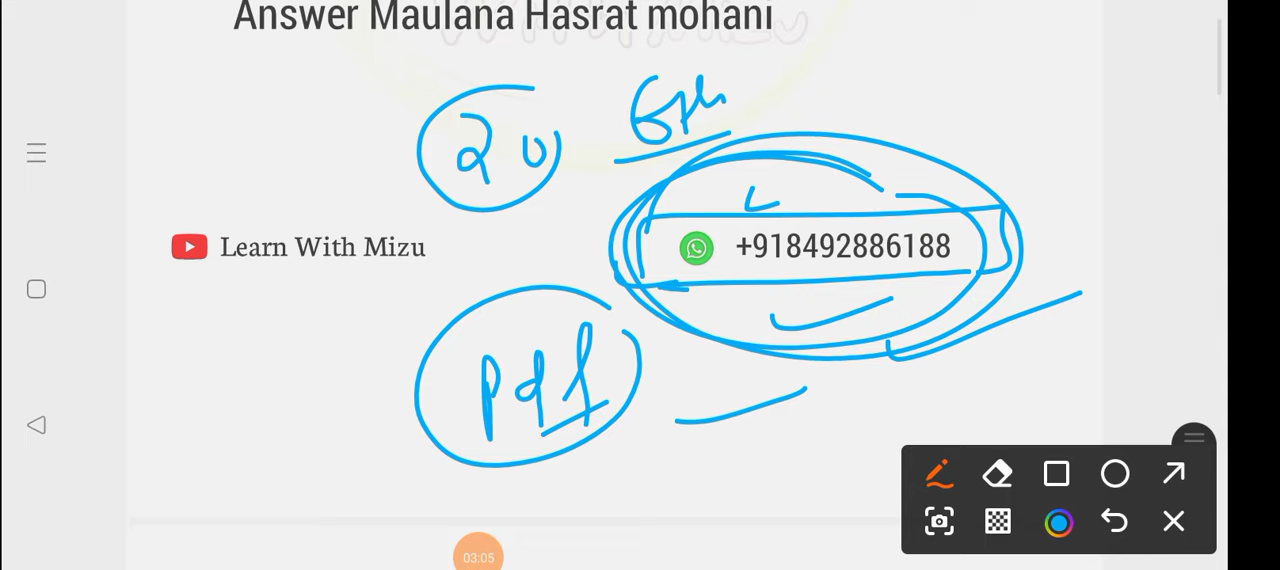 Answer Maulana Hasrat mohani
20
Learn With Mizu
+918492886188
pdf
03:05